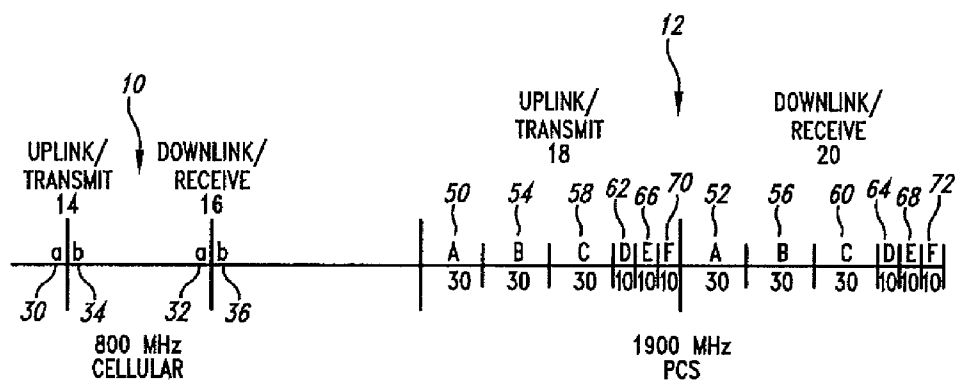 12
10
UPLINK/
TRANSMIT
18
DOWNLINK/
RECEIVE
20
UPLINK/
TRANSMIT
14
DOWNLINK/
RECEIVE
16
50 54 58 62 66 70 52 56 60 64 68 72
a b a b A B C D E F A B C D E F
30 30 30 10 10 10 30 30 30 10 10 10
30 34 32 36
800 MHz
CELLULAR
1900 MHz
PCS